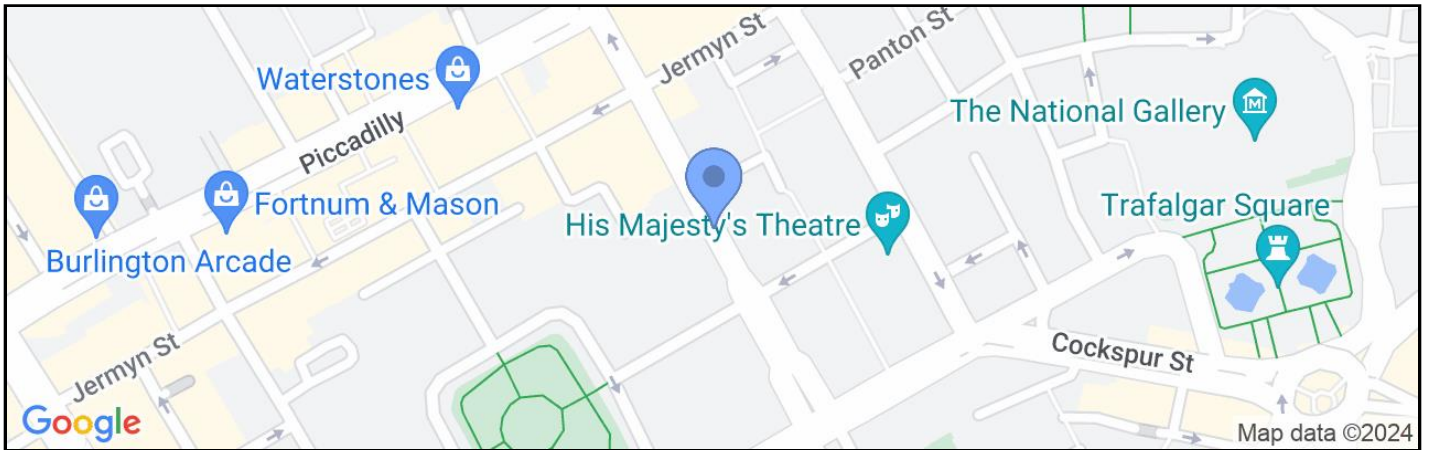 Jermyn St
Panton St
Waterstones
The National Gallery
Piccadilly
Fortnum & Mason
Trafalgar Square
His Majesty's Theatre
Burlington Arcade
Jermyn St
Cockspur St
Google
Map data ©2024